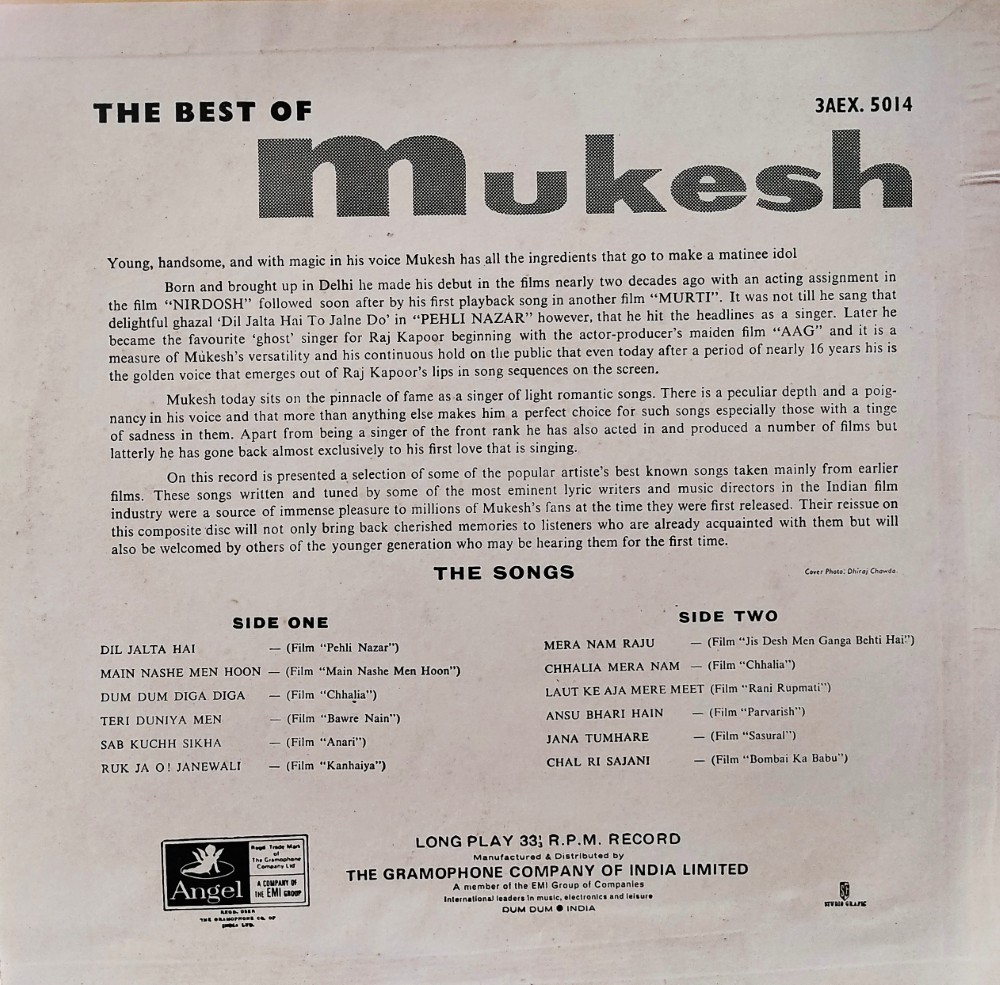 THE BEST OF
3AEX. 5014
mukesh
Young, handsome, and with magic in his voice Mukesh has all the ingredients that go to make a matinee idol
Born and brought up in Delhi he made his debut in the films nearly two decades ago with an acting assignment in
the film “NIRDOSH” followed soon after by his first playback song in another film “MURTI”. It was not till he sang that
delightful ghazal ‘Dil Jalta Hai To Jalne Do’ in “PEHLI NAZAR” however, that he hit the headlines as a singer. Later he
became the favourite ‘ghost’ singer for Raj Kapoor beginning with the actor-producer’s maiden film “AAG” and it is a
measure of Mukesh’s versatility and his continuous hold on the public that even today after a period of nearly 16 years his is
the golden voice that emerges out of Raj Kapoor’s lips in song sequences on the screen.
Mukesh today sits on the pinnacle of fame as a singer of light romantic songs. There is a peculiar depth and a poig-
nancy in his voice and that more than anything else makes him a perfect choice for such songs especially those with a tinge
of sadness in them. Apart from being a singer of the front rank he has also acted in and produced a number of films but
latterly he has gone back almost exclusively to his first love that is singing.
On this record is presented a selection of some of the popular artiste’s best known songs taken mainly from earlier
films. These songs written and tuned by some of the most eminent lyric writers and music directors in the Indian film
industry were a source of immense pleasure to millions of Mukesh’s fans at the time they were first released. Their reissue on
this composite disc will not only bring back cherished memories to listeners who are already acquainted with them but will
also be welcomed by others of the younger generation who may be hearing them for the first time.
THE SONGS
Cover Photo: Dhiraj Chawda.
SIDE ONE
DIL JALTA HAI — (Film “Pehli Nazar”)
MAIN NASHE MEN HOON — (Film “Main Nashe Men Hoon”)
DUM DUM DIGA DIGA — (Film “Chhalia”)
TERI DUNIYA MEN — (Film “Bawre Nain”)
SAB KUCHH SIKHA — (Film “Anari”)
RUK JA O! JANEWALI — (Film “Kanhaiya”)
SIDE TWO
MERA NAM RAJU — (Film “Jis Desh Men Ganga Behti Hai”)
CHHALIA MERA NAM — (Film “Chhalia”)
LAUT KE AJA MERE MEET (Film “Rani Rupmati”)
ANSU BHARI HAIN — (Film “Parvarish”)
JANA TUMHARE — (Film “Sasural”)
CHAL RI SAJANI — (Film “Bombai Ka Babu”)
Angel
Regd Trade Mark
of
The Gramophone
Company Ltd
A COMPANY OF
THE EMI GROUP
REGD. USER
THE GRAMOPHONE CO. OF
INDIA LTD.
LONG PLAY 33⅓ R.P.M. RECORD
Manufactured & Distributed by
THE GRAMOPHONE COMPANY OF INDIA LIMITED
A member of the EMI Group of Companies
International leaders in music, electronics and leisure
DUM DUM ● INDIA